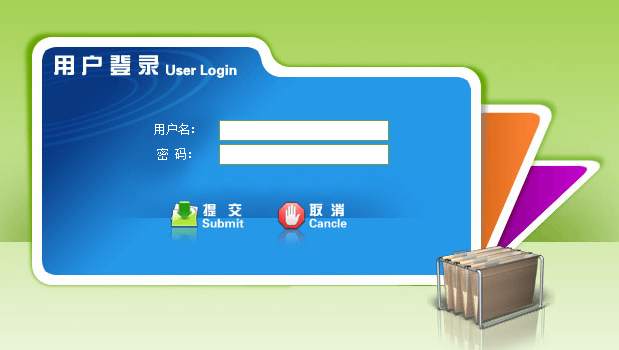 用户登录 User Login
用户名：
密 码：
提 交
Submit
取 消
Cancle